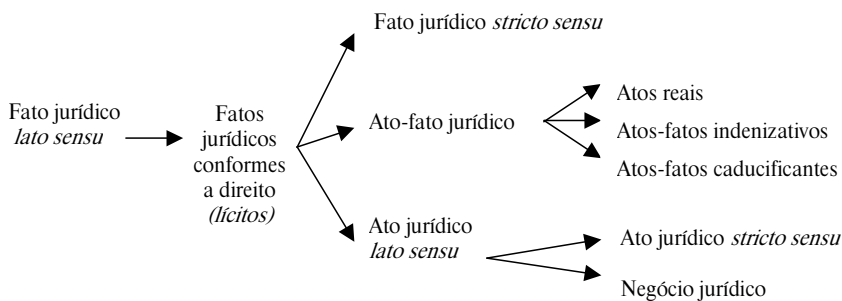 Fato jurídico
lato sensu
Fatos
jurídicos
conformes
a direito
(lícitos)
Fato jurídico stricto sensu
Ato-fato jurídico
Atos reais
Atos-fatos indenizativos
Atos-fatos caducificantes
Ato jurídico
lato sensu
Ato jurídico stricto sensu
Negócio jurídico